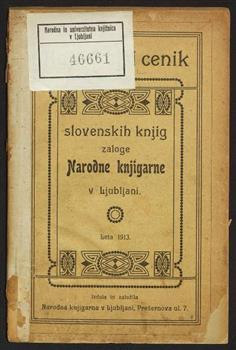 Narodna in univerzitetna knjižnica
v Ljubljani
46661
cenik
slovenskih knjig
zaloge
Narodne knjigarne
v Ljubljani.
Leta 1913.
Izdala in založila
Narodna knjigarna v Ljubljani, Prešernova ul. 7.